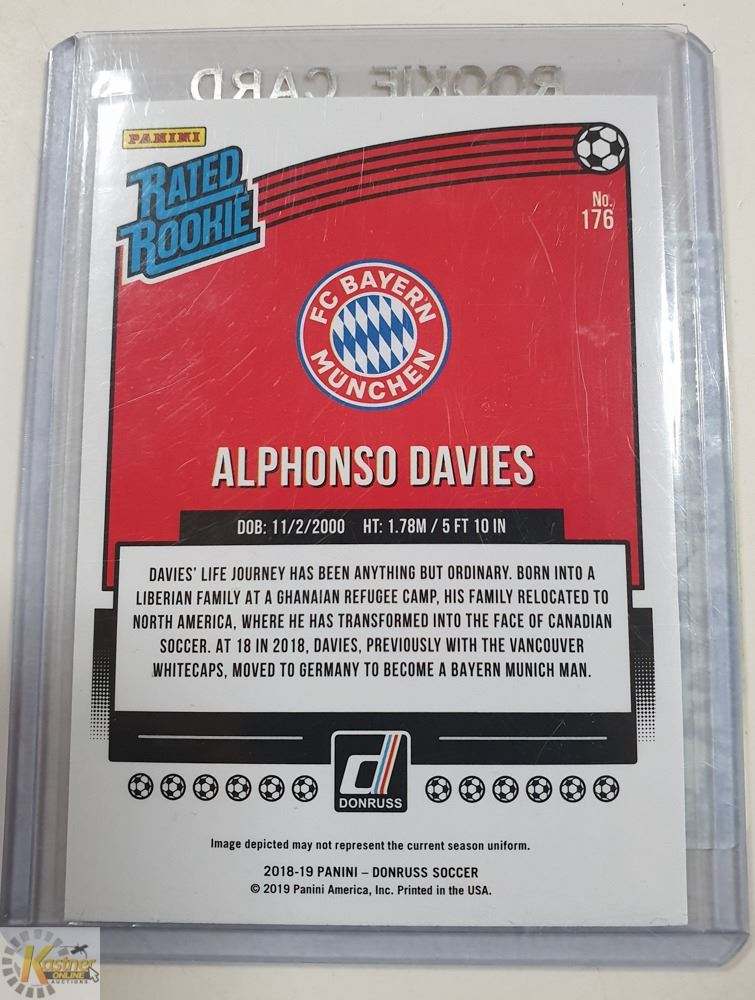 ROOKIE CARD
PANINI
RATED
ROOKIE
No.
176
FC BAYERN
MÜNCHEN
ALPHONSO DAVIES
DOB: 11/2/2000 HT: 1.78M / 5 FT 10 IN
DAVIES' LIFE JOURNEY HAS BEEN ANYTHING BUT ORDINARY. BORN INTO A
LIBERIAN FAMILY AT A GHANAIAN REFUGEE CAMP, HIS FAMILY RELOCATED TO
NORTH AMERICA, WHERE HE HAS TRANSFORMED INTO THE FACE OF CANADIAN
SOCCER. AT 18 IN 2018, DAVIES, PREVIOUSLY WITH THE VANCOUVER
WHITECAPS, MOVED TO GERMANY TO BECOME A BAYERN MUNICH MAN.
d
DONRUSS
Image depicted may not represent the current season uniform.
2018-19 PANINI – DONRUSS SOCCER
© 2019 Panini America, Inc. Printed in the USA.
Kastner
ONLINE
AUCTIONS